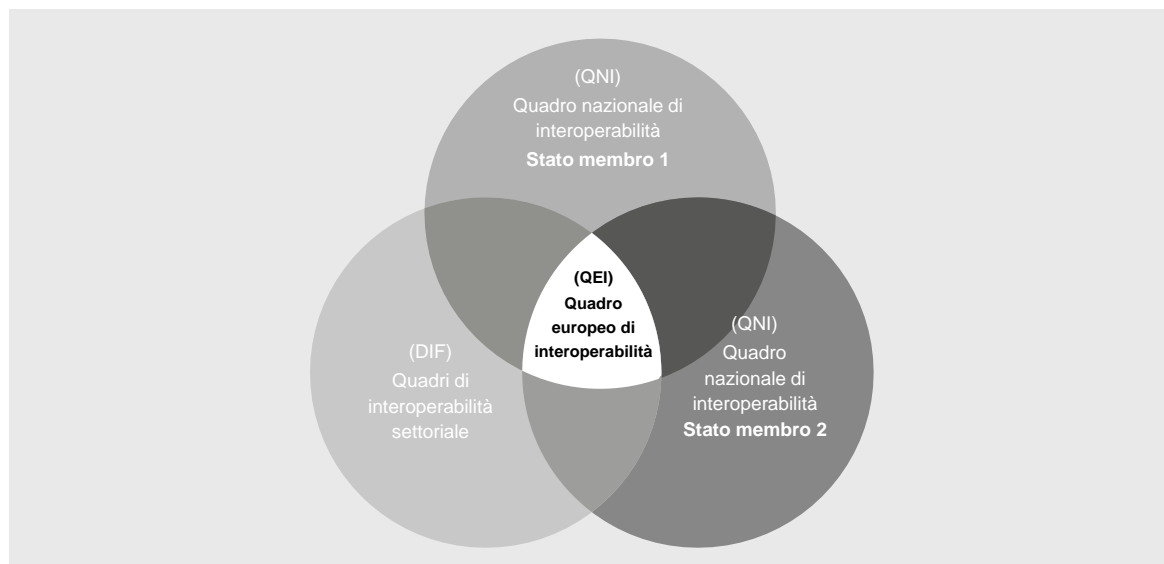 (QNI)
Quadro nazionale di
interoperabilità
Stato membro 1
(QEI)
Quadro
europeo di
interoperabilità
(DIF)
Quadri di
interoperabilità
settoriale
(QNI)
Quadro
nazionale di
interoperabilità
Stato membro 2